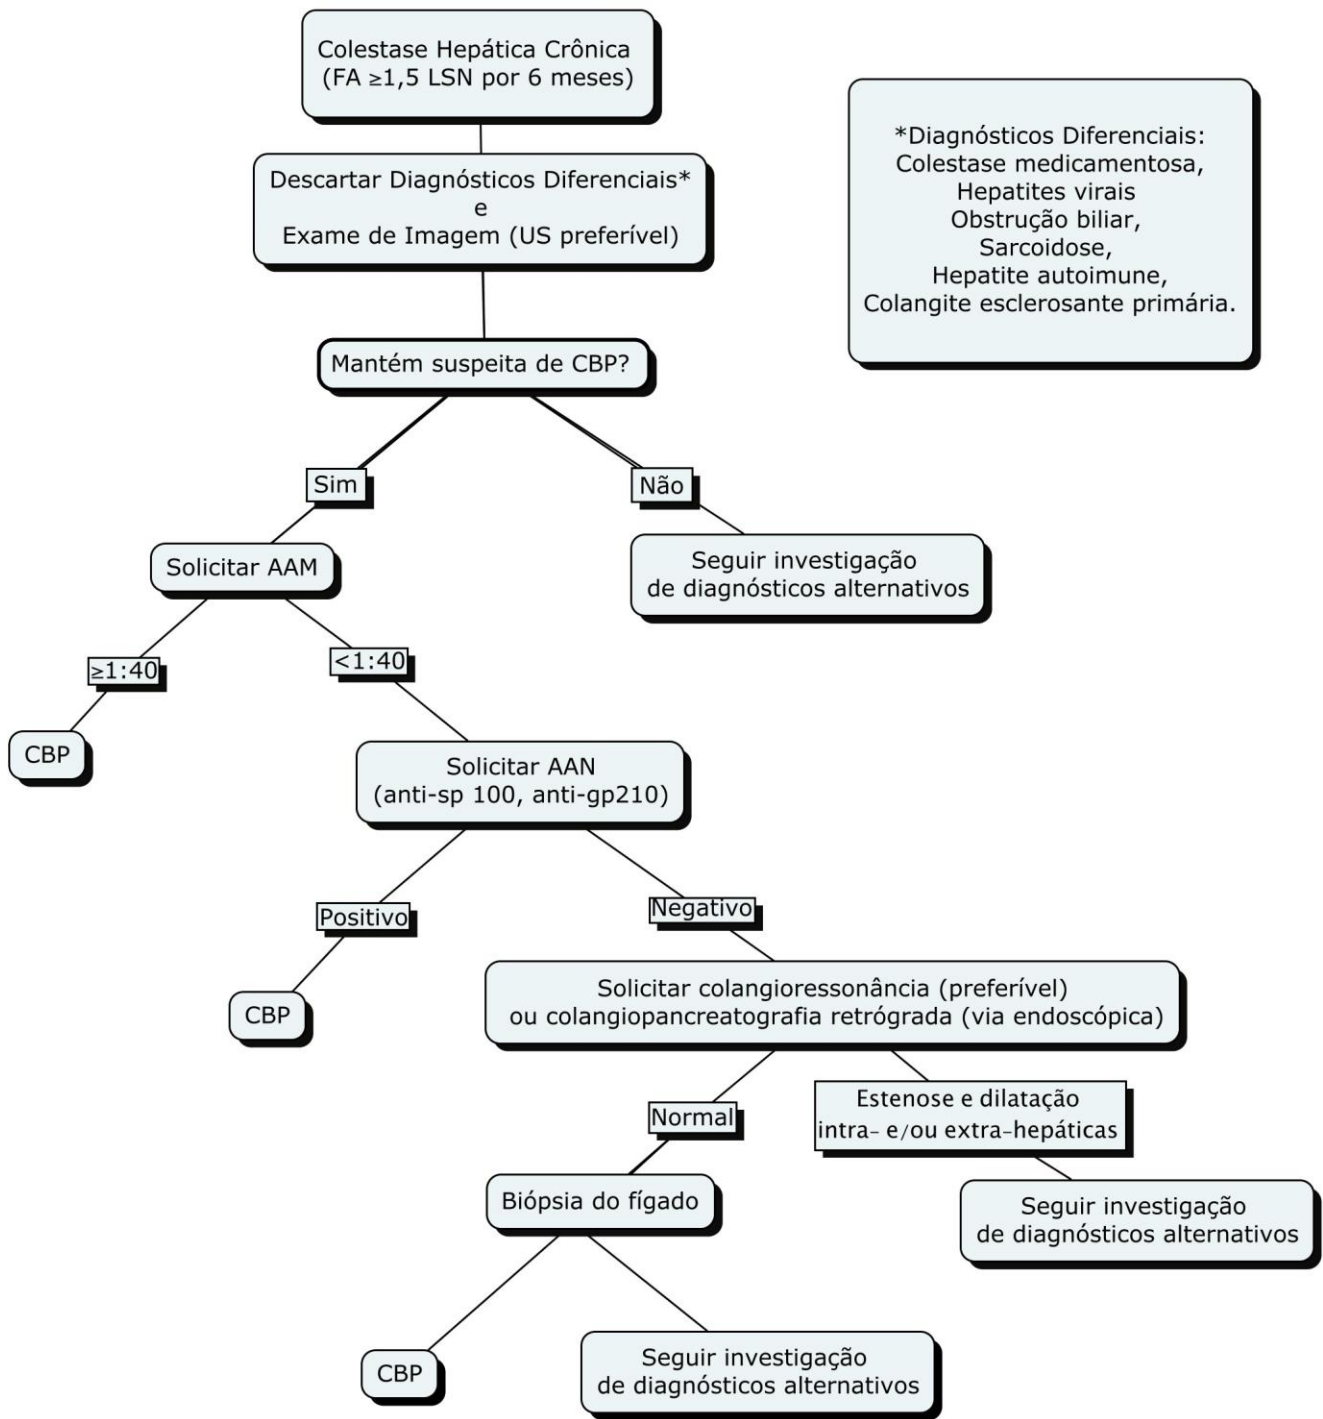 Colestase Hepática Crônica
(FA ≥1,5 LSN por 6 meses)
*Diagnósticos Diferenciais:
Colestase medicamentosa,
Hepatites virais
Obstrução biliar,
Sarcoidose,
Hepatite autoimune,
Colangite esclerosante primária.
Descartar Diagnósticos Diferenciais*
e
Exame de Imagem (US preferível)
Mantém suspeita de CBP?
Sim
Não
Solicitar AAM
Seguir investigação
de diagnósticos alternativos
≥1:40
<1:40
CBP
Solicitar AAN
(anti-sp 100, anti-gp210)
Positivo
Negativo
CBP
Solicitar colangioressonância (preferível)
ou colangiopancreatografia retrógrada (via endoscópica)
Normal
Estenose e dilatação
intra- e/ou extra-hepáticas
Biópsia do fígado
Seguir investigação
de diagnósticos alternativos
CBP
Seguir investigação
de diagnósticos alternativos